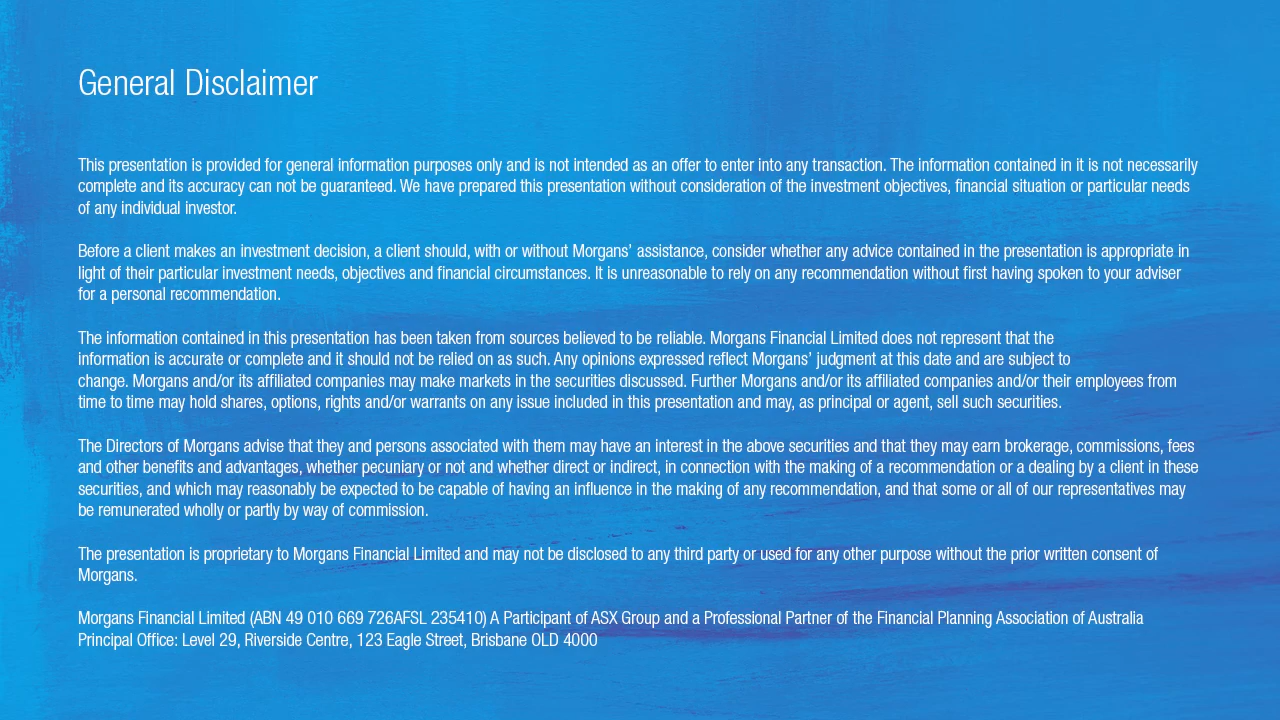 General Disclaimer
This presentation is provided for general information purposes only and is not intended as an offer to enter into any transaction. The information contained in it is not necessarily
complete and its accuracy can not be guaranteed. We have prepared this presentation without consideration of the investment objectives, financial situation or particular needs
of any individual investor.
Before a client makes an investment decision, a client should, with or without Morgans' assistance, consider whether any advice contained in the presentation is appropriate in
light of their particular investment needs, objectives and financial circumstances. It is unreasonable to rely on any recommendation without first having spoken to your adviser
for a personal recommendation.
The information contained in this presentation has been taken from sources believed to be reliable. Morgans Financial Limited does not represent that the
information is accurate or complete and it should not be relied on as such. Any opinions expressed reflect Morgans' judgment at this date and are subject to
change. Morgans and/or its affiliated companies may make markets in the securities discussed. Further Morgans and/or its affiliated companies and/or their employees from
time to time may hold shares, options, rights and/or warrants on any issue included in this presentation and may, as principal or agent, sell such securities.
The Directors of Morgans advise that they and persons associated with them may have an interest in the above securities and that they may earn brokerage, commissions, fees
and other benefits and advantages, whether pecuniary or not and whether direct or indirect, in connection with the making of a recommendation or a dealing by a client in these
securities, and which may reasonably be expected to be capable of having an influence in the making of any recommendation, and that some or all of our representatives may
be remunerated wholly or partly by way of commission.
The presentation is proprietary to Morgans Financial Limited and may not be disclosed to any third party or used for any other purpose without the prior written consent of
Morgans.
Morgans Financial Limited (ABN 49 010 669 726AFSL 235410) A Participant of ASX Group and a Professional Partner of the Financial Planning Association of Australia
Principal Office: Level 29, Riverside Centre, 123 Eagle Street, Brisbane OLD 4000